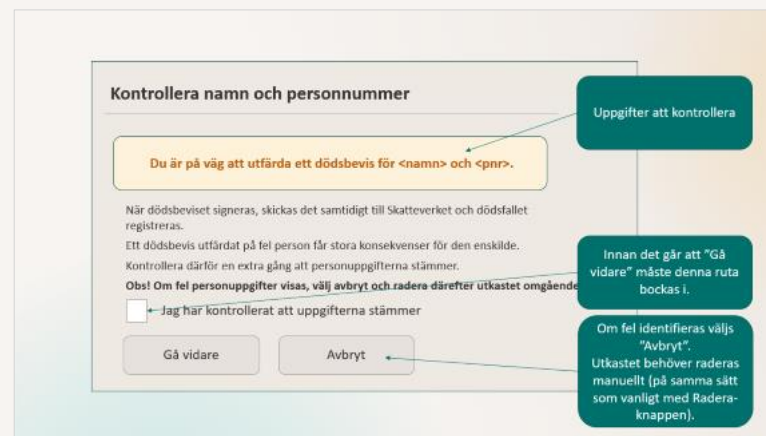 Kontrollera namn och personnummer
Uppgifter att kontrollera
Du är på väg att utfärda ett dödsbevis för <namn> och <pnr>.
När dödsbeviset signeras, skickas det samtidigt till Skatteverket och dödsfallet
registreras.
Ett dödsbevis utfärdat på fel person får stora konsekvenser för den enskilde.
Kontrollera därför en extra gång att personuppgifterna stämmer.
Obs! Om fel personuppgifter visas, välj avbryt och radera därefter utkastet omgående
Jag har kontrollerat att uppgifterna stämmer
Gå vidare
Avbryt
Innan det går att "Gå
vidare" måste denna ruta
bockas i.
Om fel identifieras väljs
"Avbryt".
Utkastet behöver raderas
manuellt (på samma sätt
som vanligt med Radera-
knappen).